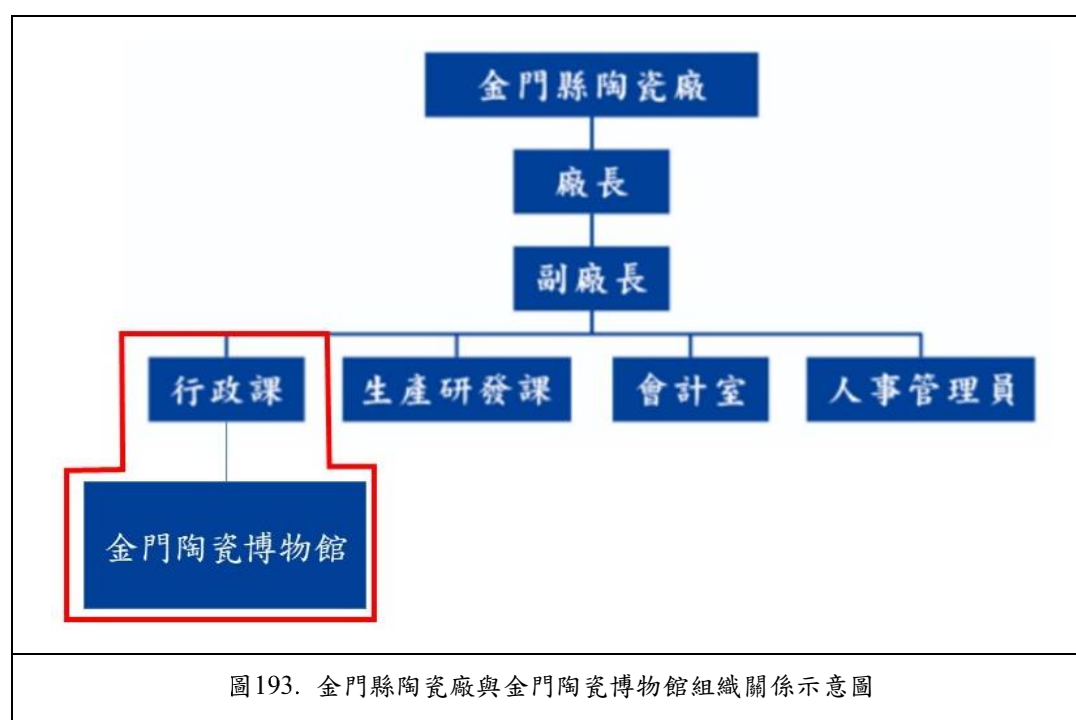 金門縣陶瓷廠
廠長
副廠長
行政課
生產研發課
會計室
人事管理員
金門陶瓷博物館
圖193. 金門縣陶瓷廠與金門陶瓷博物館組織關係示意圖